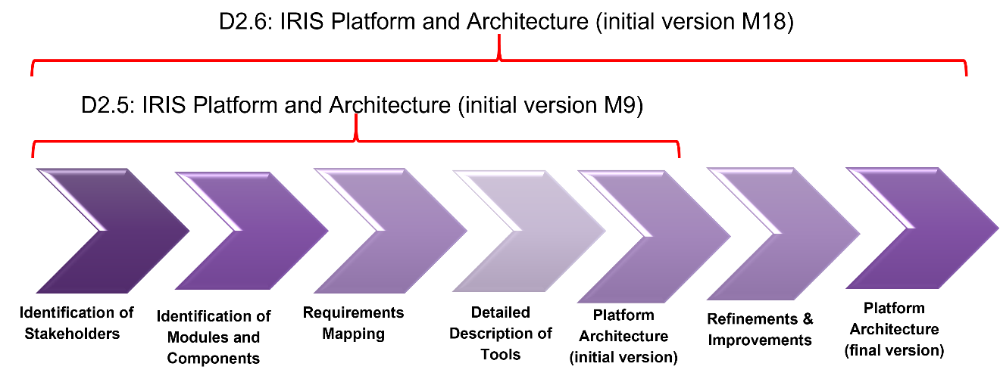 D2.6: IRIS Platform and Architecture (initial version M18)
D2.5: IRIS Platform and Architecture (initial version M9)
Identification of
Stakeholders
Identification of
Modules and
Components
Requirements
Mapping
Detailed
Description of
Tools
Platform
Architecture
(initial version)
Refinements &
Improvements
Platform
Architecture
(final version)